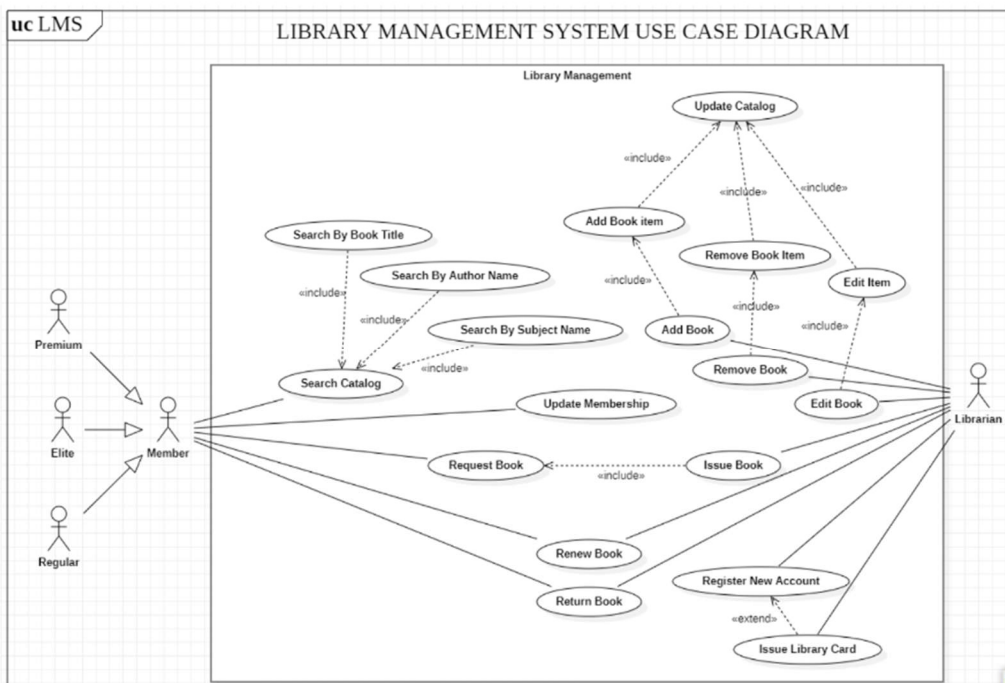 uc LMS
LIBRARY MANAGEMENT SYSTEM USE CASE DIAGRAM
Library Management
Update Catalog
«include»
«include»
«include»
Add Book item
Search By Book Title
Remove Book Item
Search By Author Name
Edit Item
«include»
«include»
«include»
«include»
Search By Subject Name
Add Book
«include»
Premium
«include»
Remove Book
Search Catalog
Update Membership
Edit Book
Librarian
Elite
Member
Request Book
Issue Book
«include»
Renew Book
Regular
Register New Account
Return Book
«extend»
Issue Library Card